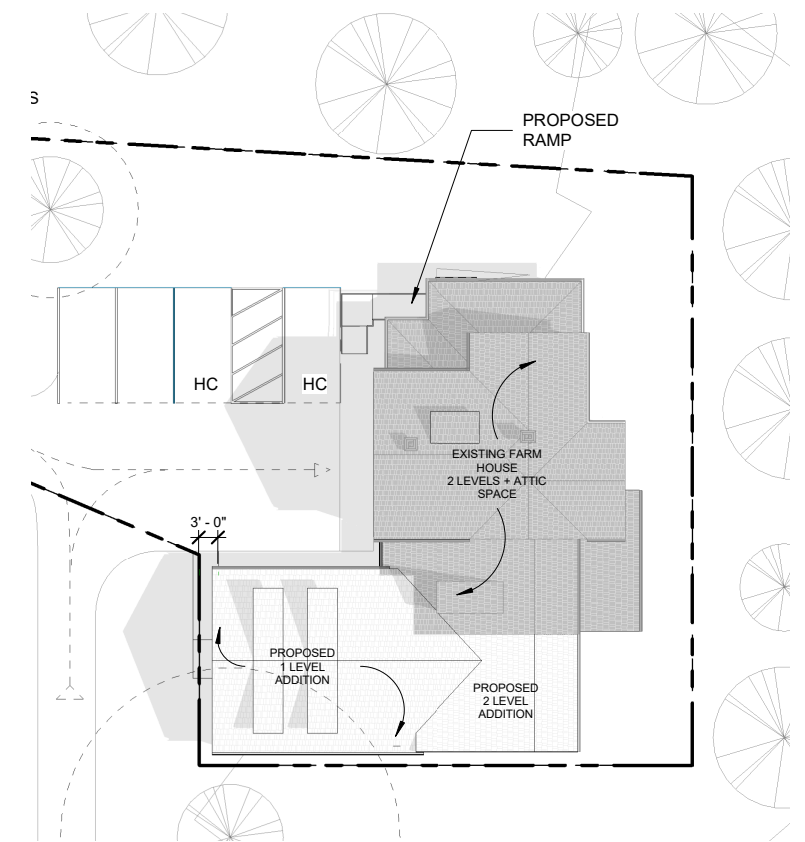 S
PROPOSED
RAMP
HC
HC
EXISTING FARM
HOUSE
2 LEVELS + ATTIC
SPACE
3' - 0"
PROPOSED
1 LEVEL
ADDITION
PROPOSED
2 LEVEL
ADDITION